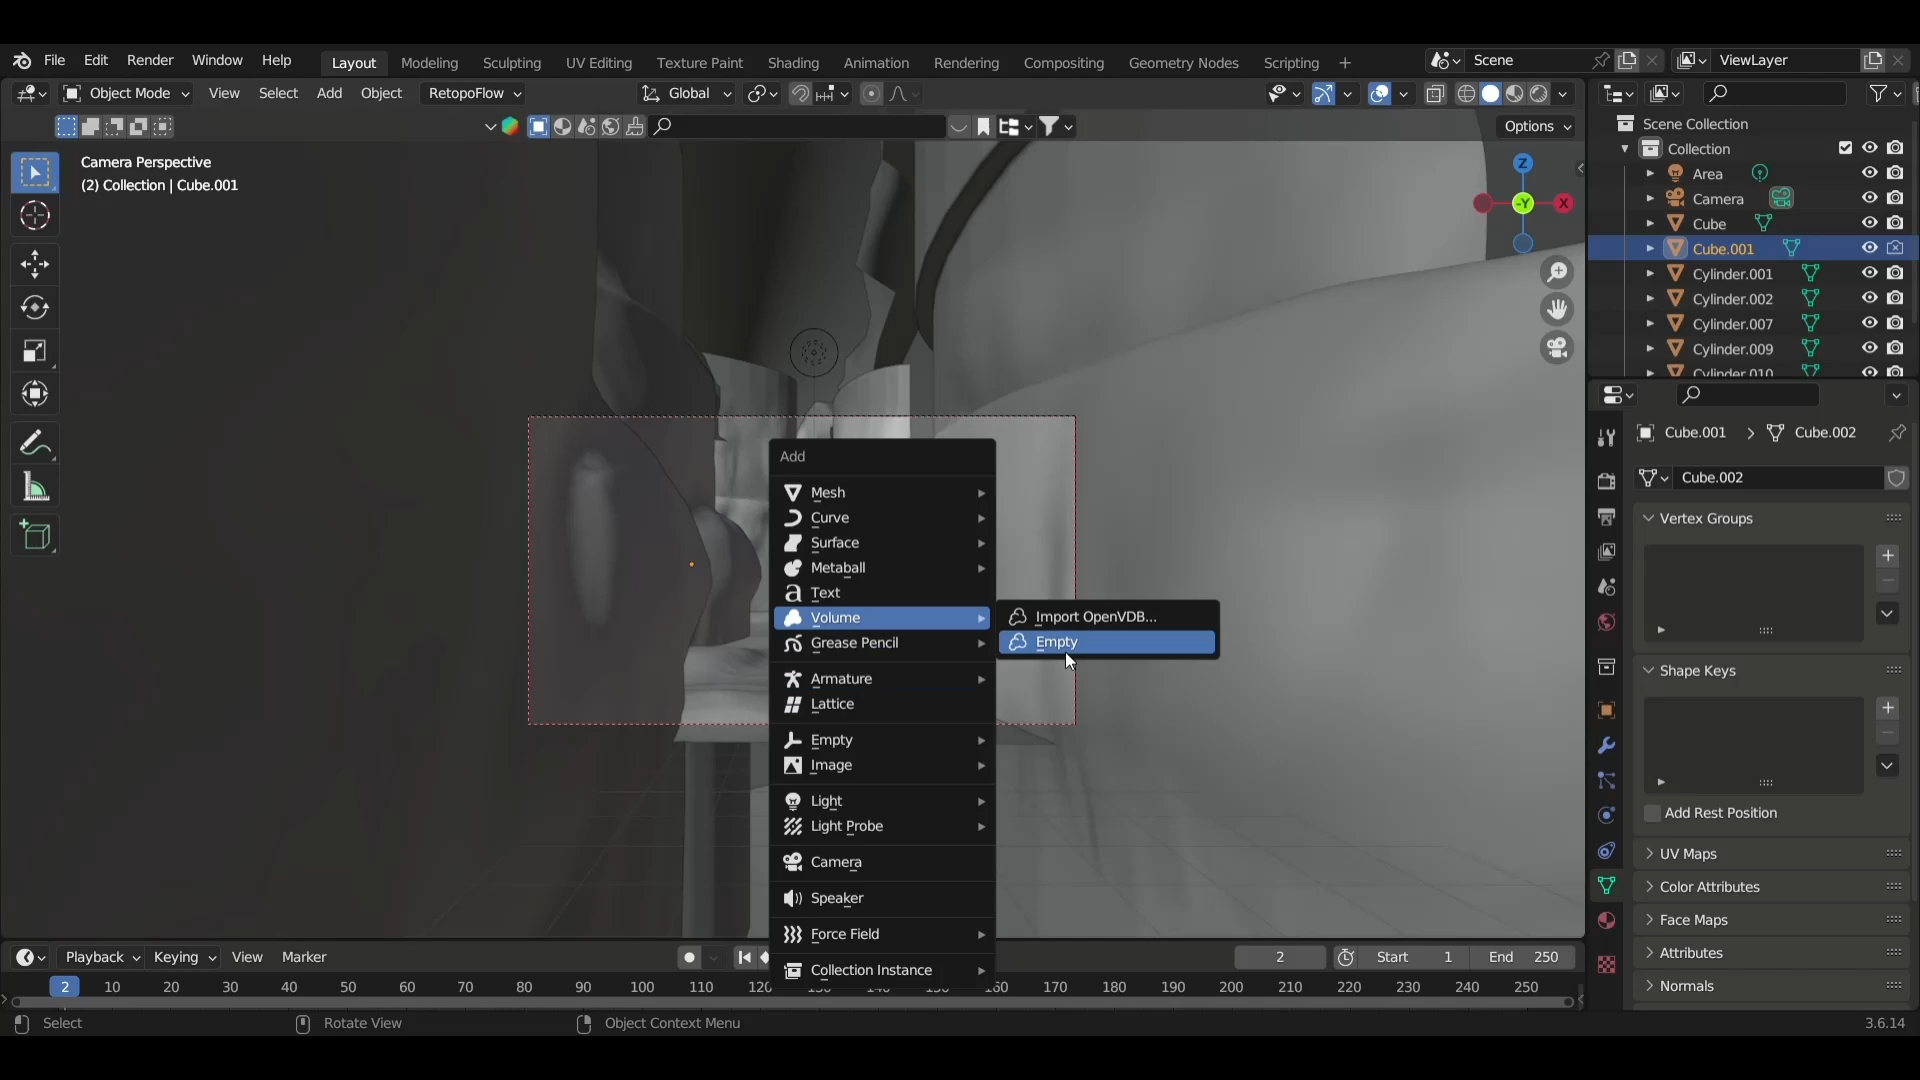 File Edit Render Window Help Layout Modeling Sculpting UV Editing Texture Paint Shading Animation Rendering Compositing Geometry Nodes Scripting + Scene ViewLayer
Object Mode View Select Add Object RetopoFlow Global
Options
Camera Perspective
(2) Collection | Cube.001
Z
-Y X
Add
Mesh
Curve
Surface
Metaball
Text
Volume
Grease Pencil
Armature
Lattice
Empty
Image
Light
Light Probe
Camera
Speaker
Force Field
Collection Instance
Import OpenVDB...
Empty
Scene Collection
Collection
Area
Camera
Cube
Cube.001
Cylinder.001
Cylinder.002
Cylinder.007
Cylinder.009
Cylinder.010
Cube.001 > Cube.002
Cube.002
Vertex Groups
Shape Keys
Add Rest Position
UV Maps
Color Attributes
Face Maps
Attributes
Normals
Playback Keying View Marker 2 Start 1 End 250
2 10 20 30 40 50 60 70 80 90 100 110 120 130 140 150 160 170 180 190 200 210 220 230 240 250
Select Rotate View Object Context Menu 3.6.14